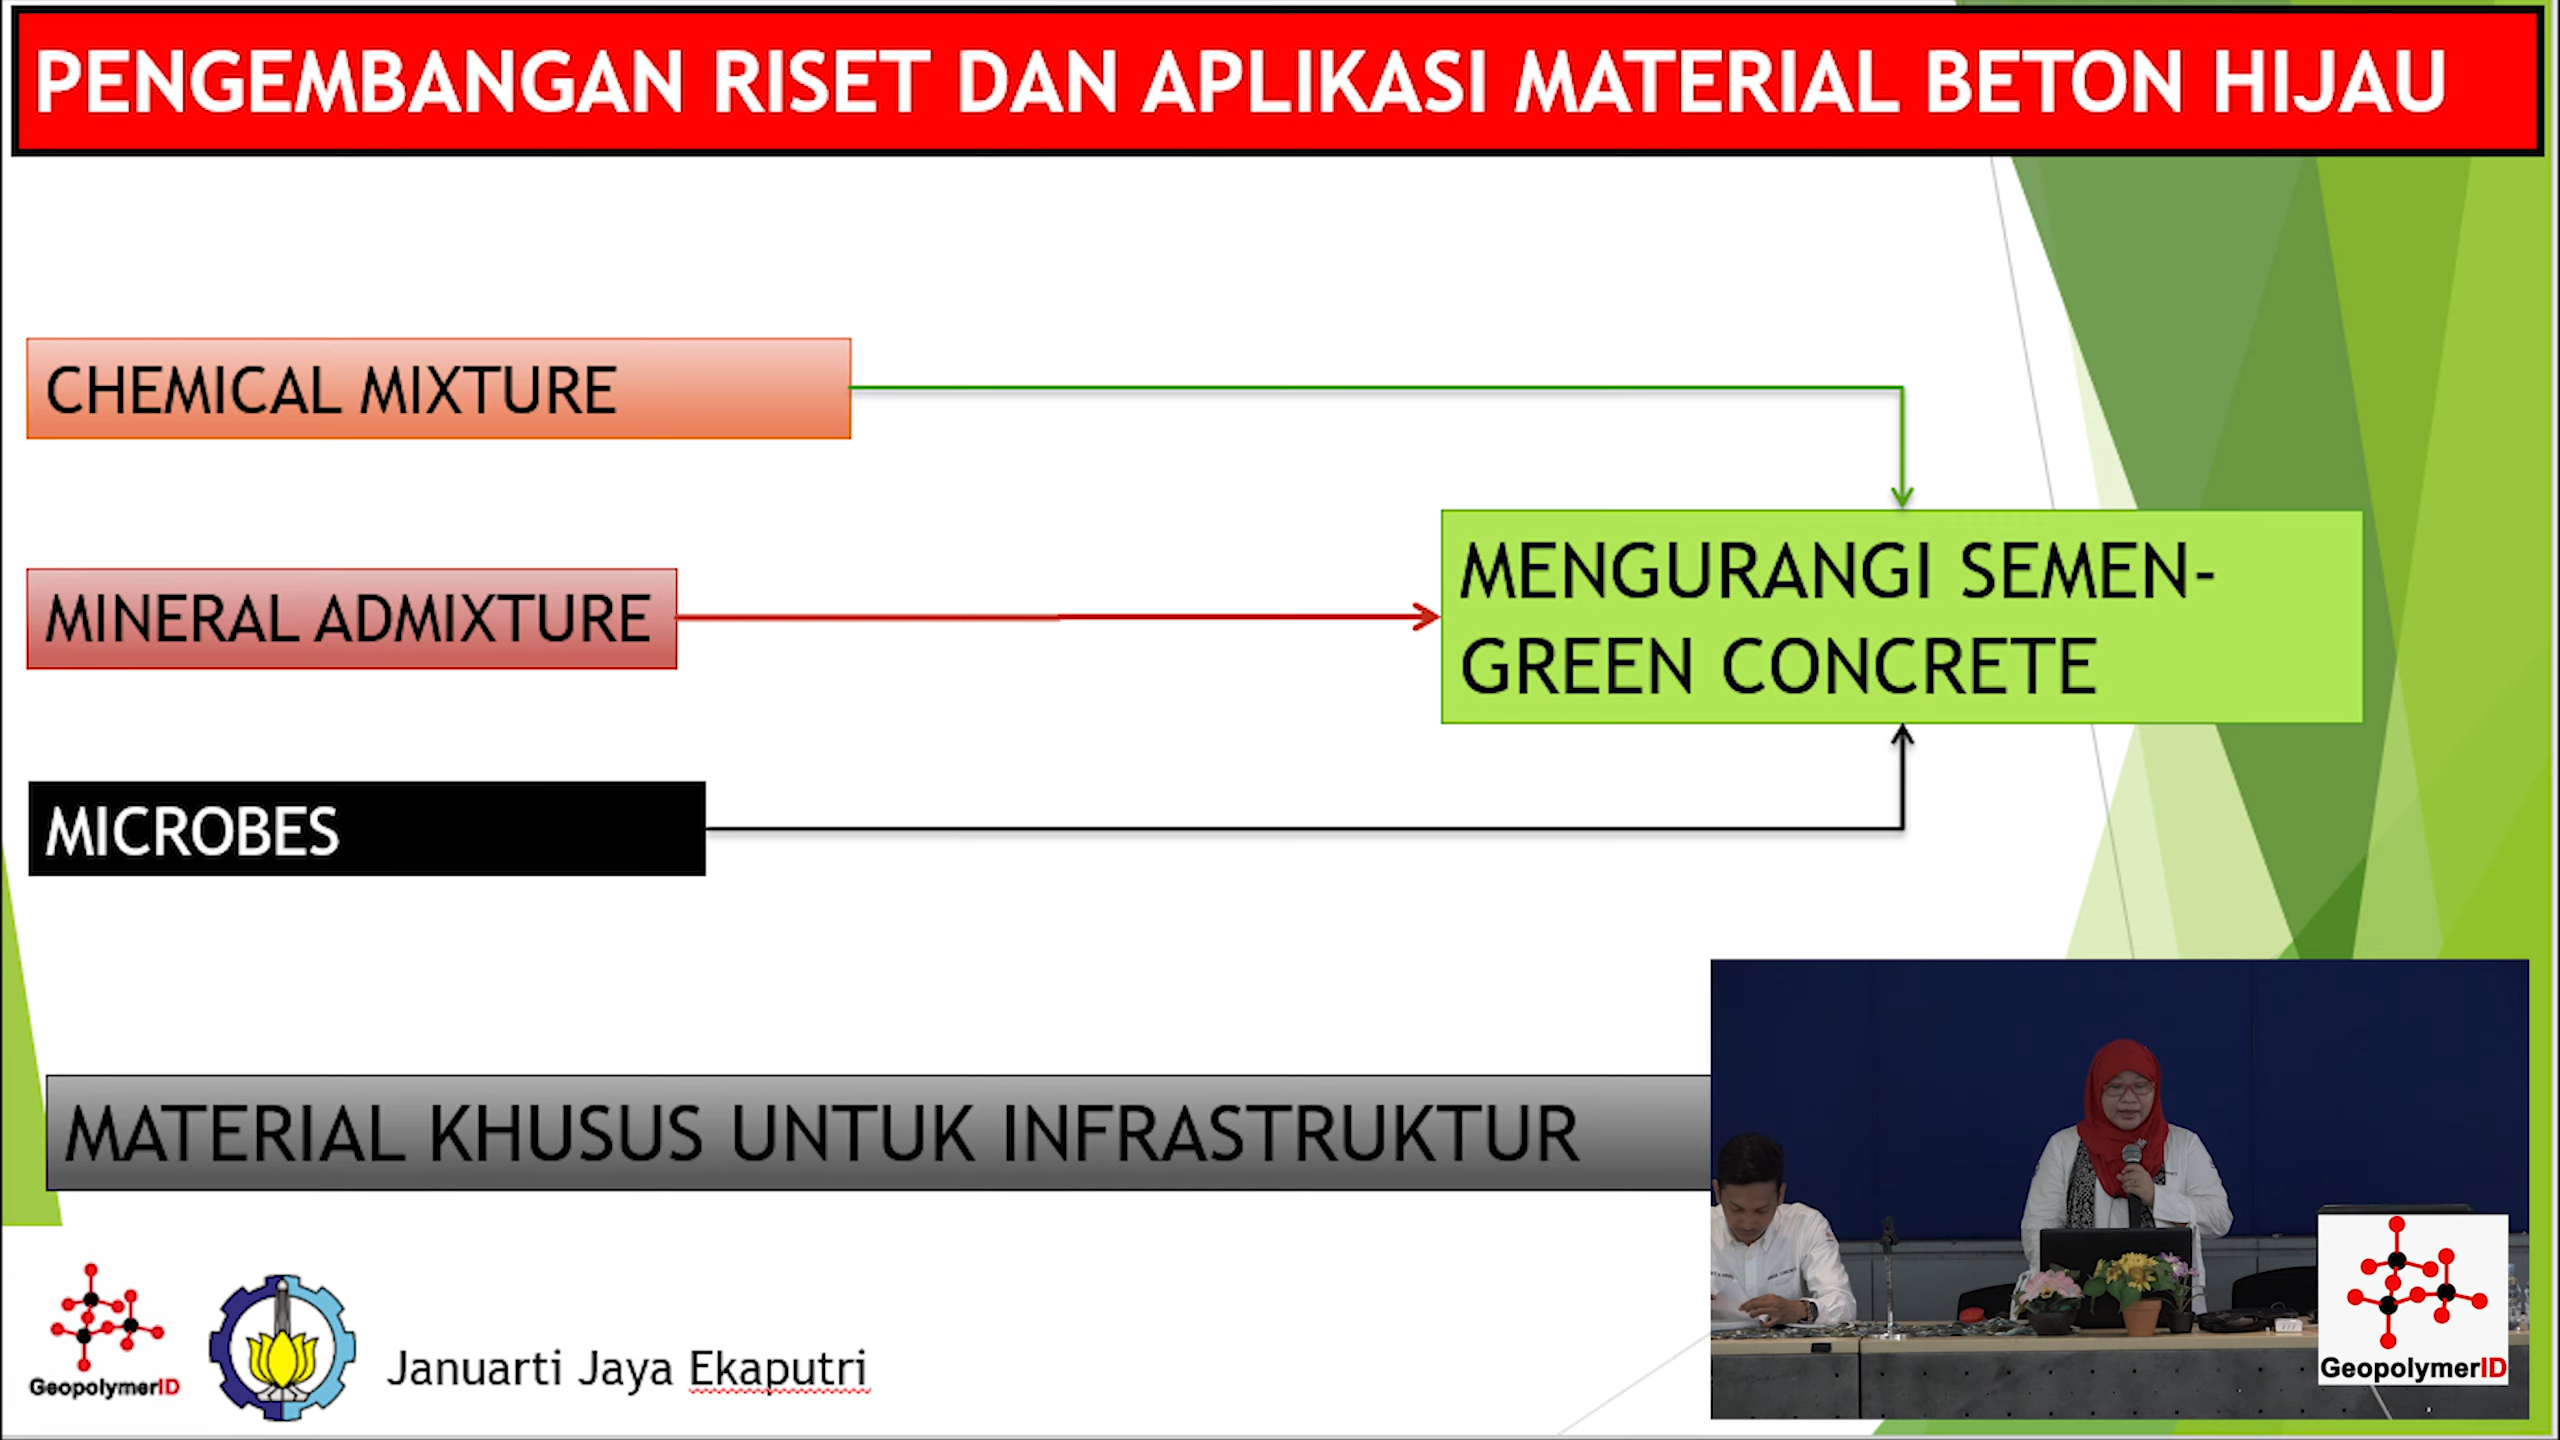 PENGEMBANGAN RISET DAN APLIKASI MATERIAL BETON HIJAU
CHEMICAL MIXTURE
MINERAL ADMIXTURE
MENGURANGI SEMEN-
GREEN CONCRETE
MICROBES
MATERIAL KHUSUS UNTUK INFRASTRUKTUR
GeopolymerID
Januarti Jaya Ekaputri
GeopolymerID